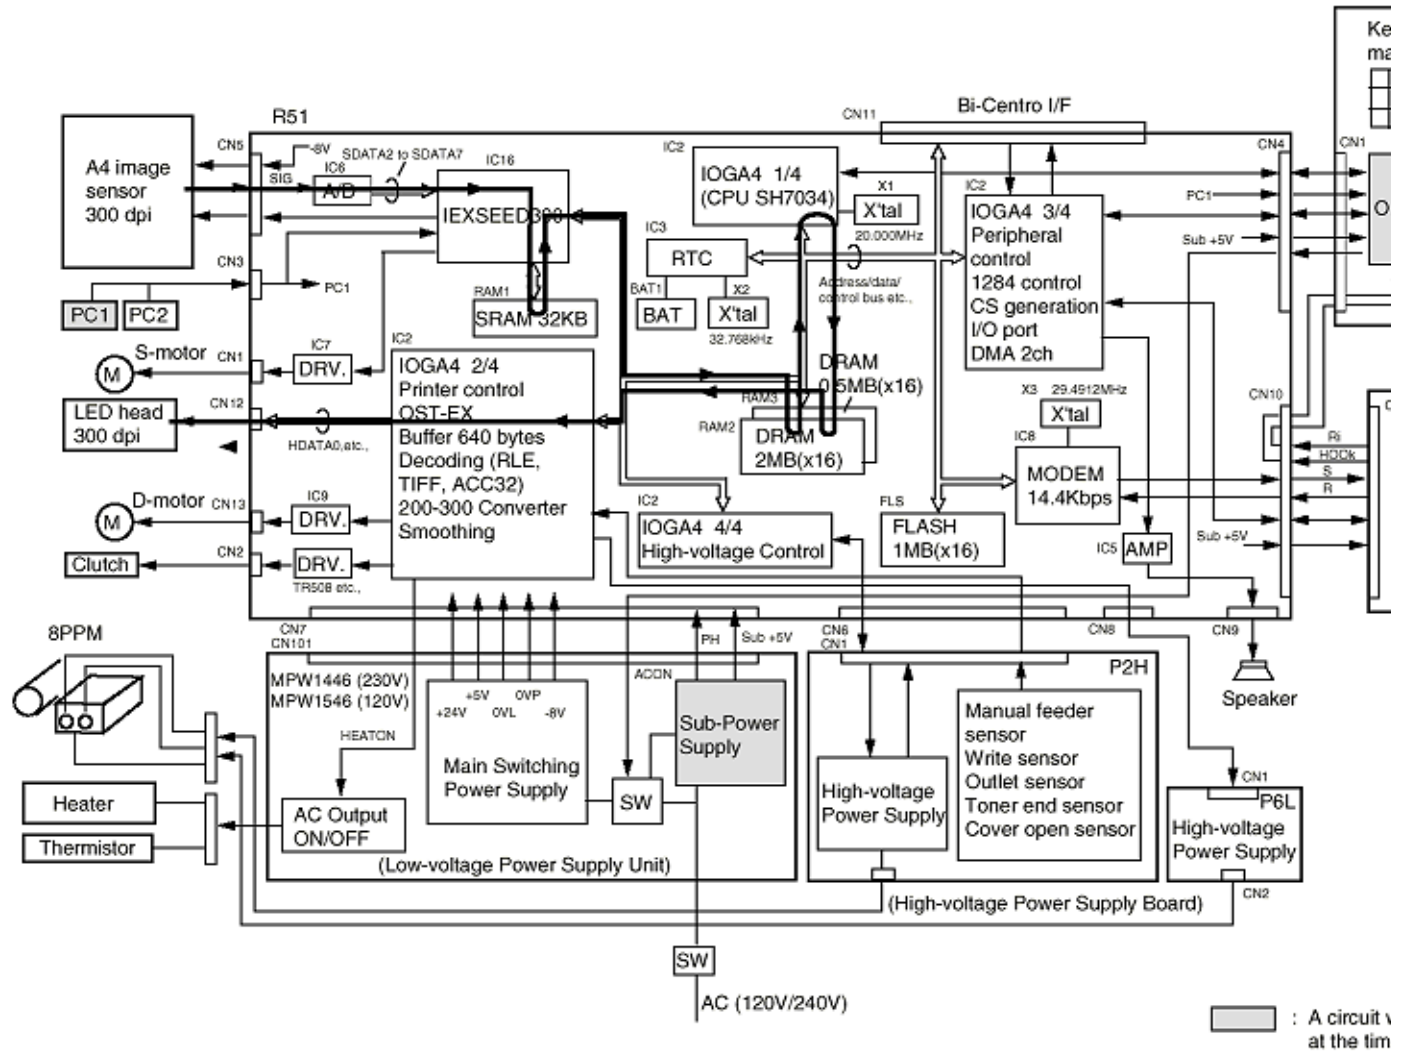 Ke
ma
R51
CN11
Bi-Centro I/F
CN5
-8V
SDATA2 to SDATA7
IC16
IC2
CN4
CN1
A4 image
sensor
300 dpi
SIG
IC6
A/D
IEXSEED300
IOGA4 1/4
(CPU SH7034)
X1
X'tal
20.000MHz
IC2
IOGA4 3/4
Peripheral
control
1284 control
CS generation
I/O port
DMA 2ch
PC1
Sub +5V
O
IC3
RTC
CN3
PC1
PC1
PC2
RAM1
SRAM 32KB
BAT1
BAT
X2
X'tal
32.768kHz
Address/data/
control bus etc.,
S-motor
CN1
M
IC7
DRV.
IC2
IOGA4 2/4
Printer control
OST-EX
Buffer 640 bytes
Decoding (RLE,
TIFF, ACC32)
200-300 Converter
Smoothing
DRAM
0.5MB(x16)
RAM3
RAM2
DRAM
2MB(x16)
X3
29.4912MHz
X'tal
CN10
LED head
300 dpi
CN12
HDATA0,etc.,
IC8
MODEM
14.4Kbps
Ri
HOOk
S
R
D-motor
CN13
M
IC9
DRV.
IC2
IOGA4 4/4
High-voltage Control
FLS
FLASH
1MB(x16)
IC5
AMP
Sub +5V
Clutch
CN2
DRV.
TR508 etc.,
8PPM
CN7
CN101
PH
Sub +5V
CN6
CN1
CN8
CN9
MPW1446 (230V)
MPW1546 (120V)
+24V
+5V
0VL
0VP
-8V
ACON
P2H
Speaker
HEATON
Main Switching
Power Supply
Sub-Power
Supply
Manual feeder
sensor
Write sensor
Outlet sensor
Toner end sensor
Cover open sensor
SW
High-voltage
Power Supply
CN1
P6L
High-voltage
Power Supply
CN2
Heater
Thermistor
AC Output
ON/OFF
(Low-voltage Power Supply Unit)
(High-voltage Power Supply Board)
SW
AC (120V/240V)
: A circuit
at the tim